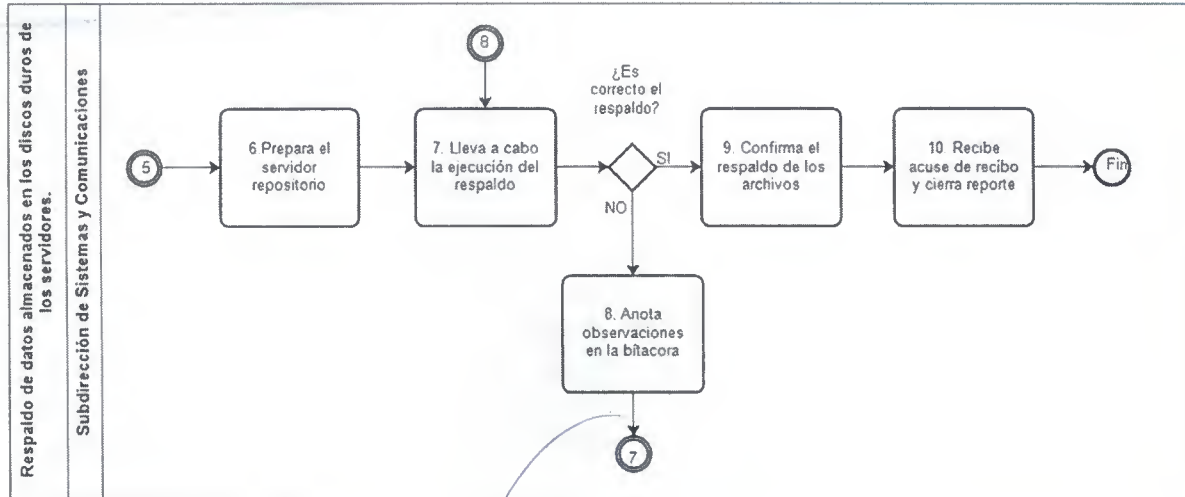 Respaldo de datos almacenados en los discos duros de
los servidores.
Subdirección de Sistemas y Comunicaciones
8
¿Es
correcto el
respaldo?
5
6 Prepara el
servidor
repositorio
7. Lleva a cabo
la ejecución del
respaldo
SI
NO
9. Confirma el
respaldo de los
archivos
10. Recibe
acuse de recibo
y cierra reporte
Fin
8. Anota
observaciones
en la bítacora
7